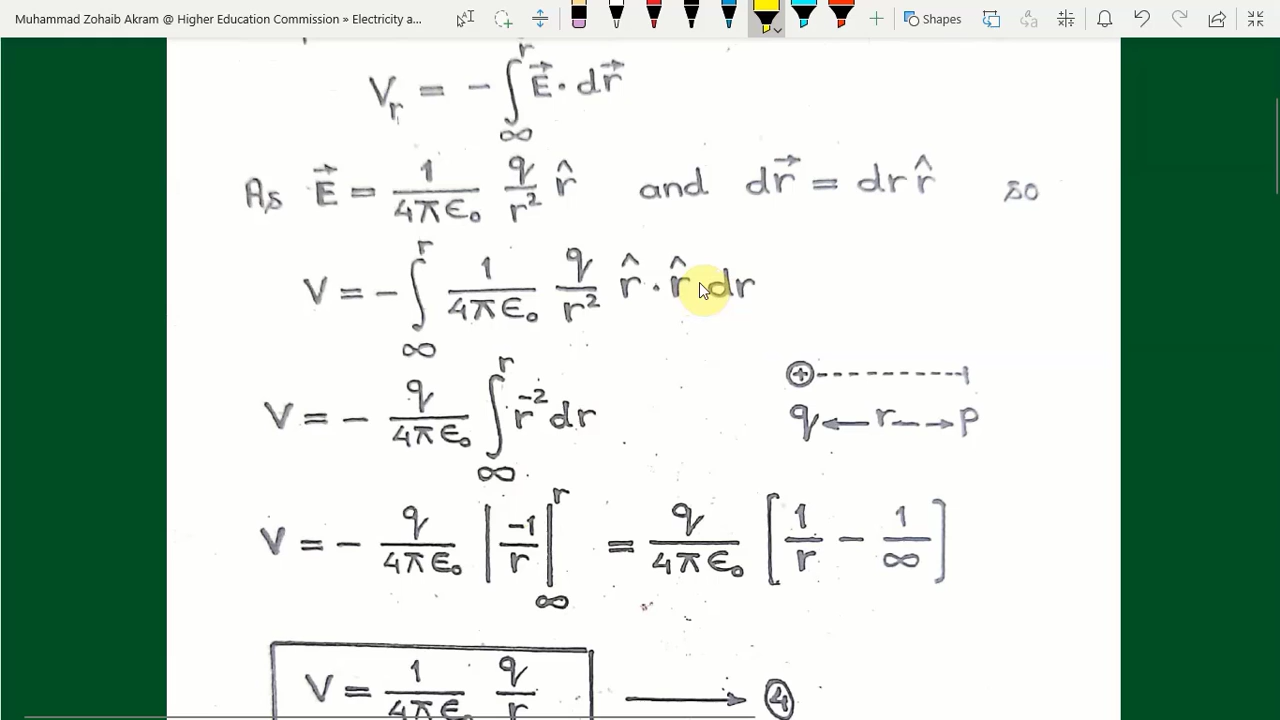 Muhammad Zohaib Akram @ Higher Education Commission » Electricity a...
Shapes
V_r = - ∫_∞^r E⃗ · dr⃗
As E⃗ = 1/4πε₀ q/r² r̂ and dr⃗ = dr r̂ so
V = - ∫_∞^r 1/4πε₀ q/r² r̂ · r̂ dr
V = - q/4πε₀ ∫_∞^r r⁻² dr
+
q ← r → P
V = - q/4πε₀ | -1/r |_∞^r = q/4πε₀ [ 1/r - 1/∞ ]
V = 1/4πε₀ q/r → 4